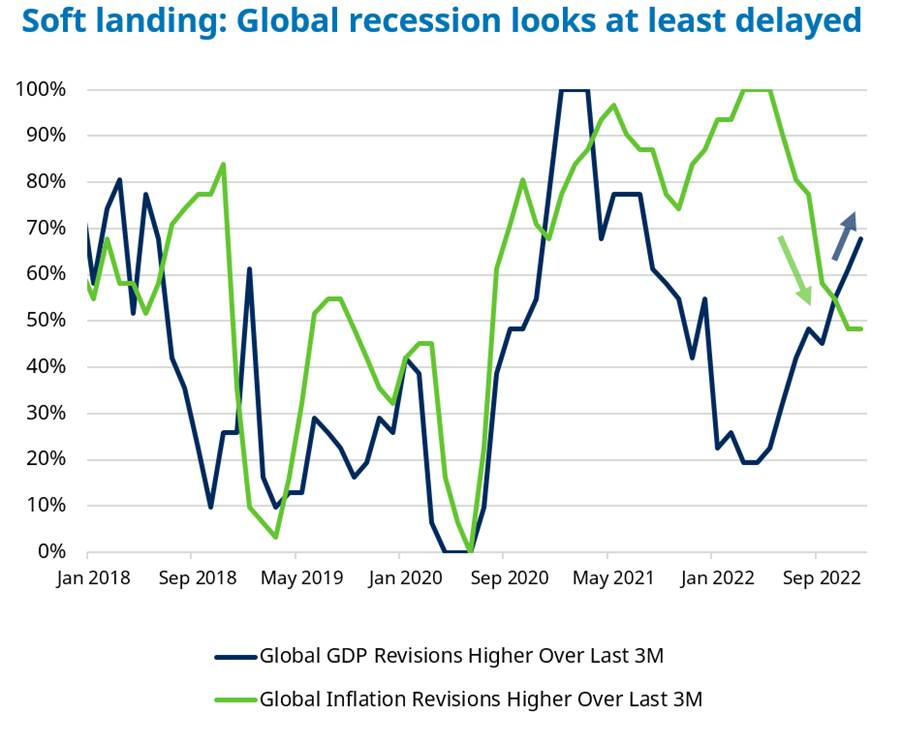 Soft landing: Global recession looks at least delayed
100%
90%
80%
70%
60%
50%
40%
30%
20%
10%
0%
Jan 2018 Sep 2018 May 2019 Jan 2020 Sep 2020 May 2021 Jan 2022 Sep 2022
Global GDP Revisions Higher Over Last 3M
Global Inflation Revisions Higher Over Last 3M